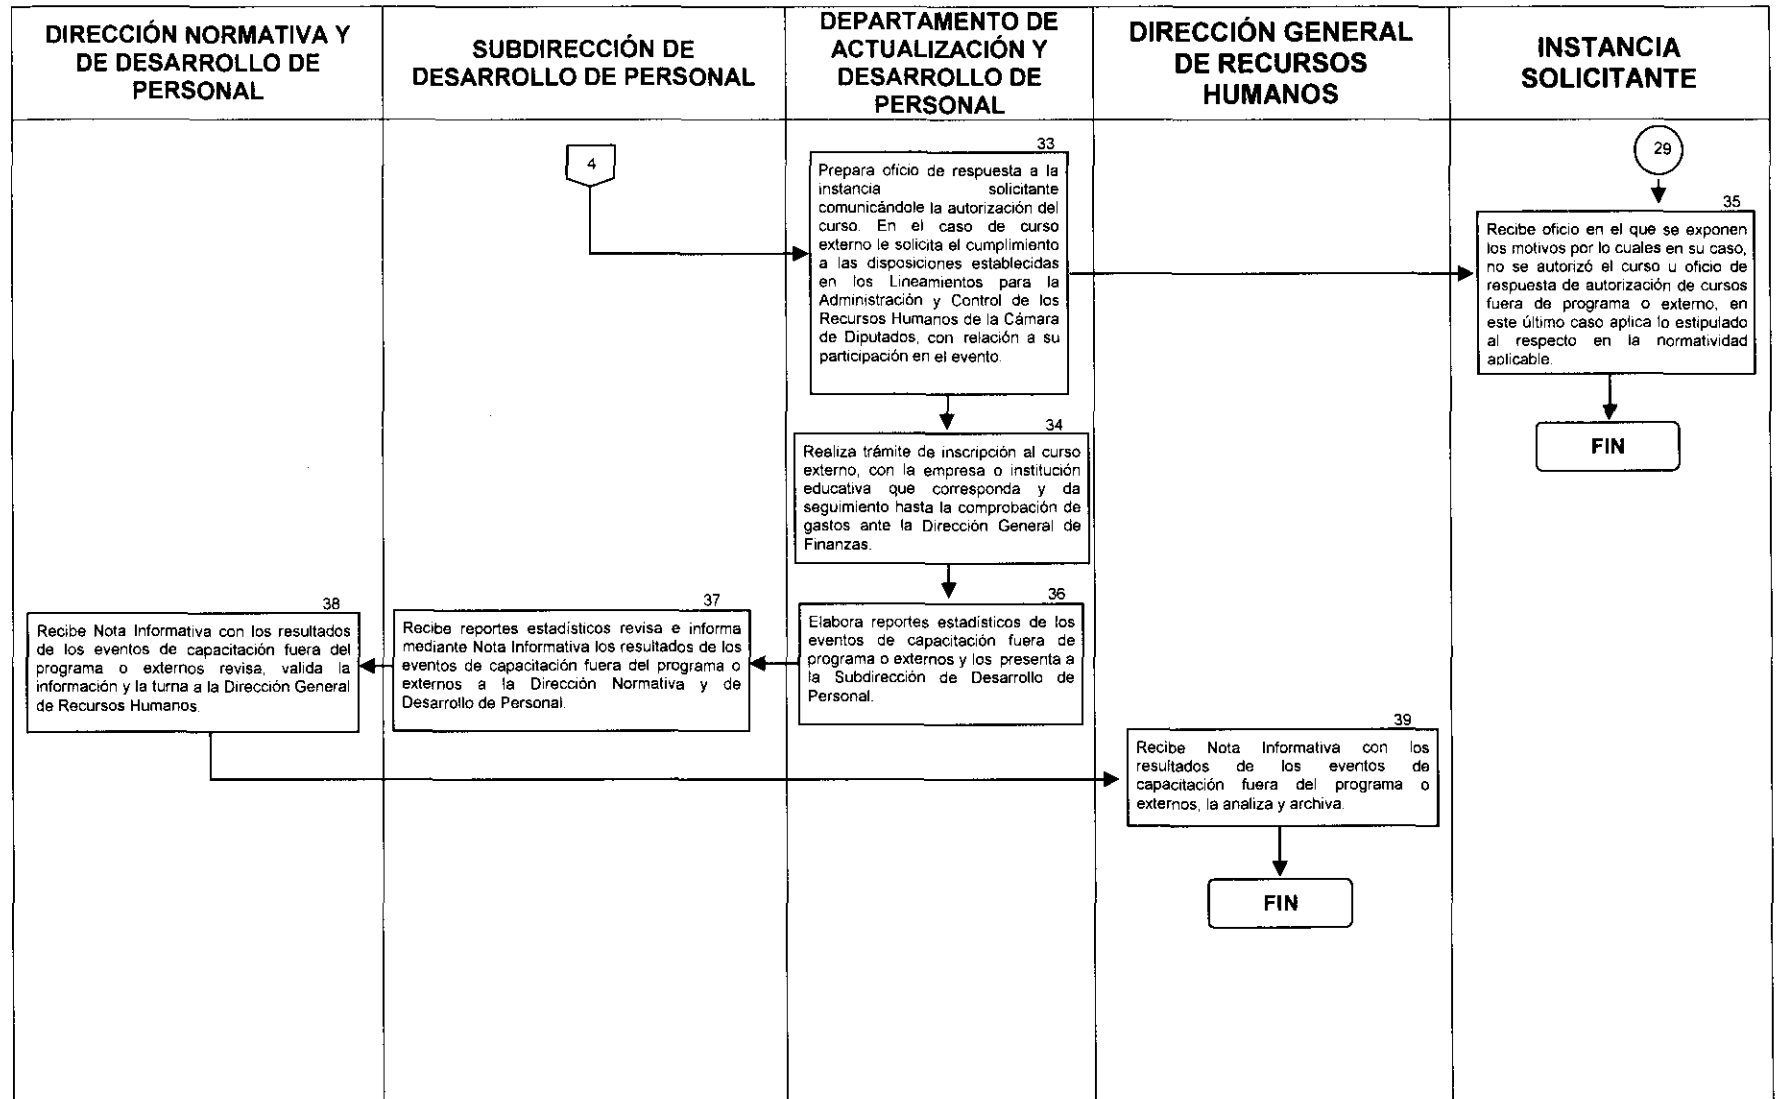 DIRECCIÓN NORMATIVA Y
DE DESARROLLO DE
PERSONAL
SUBDIRECCIÓN DE
DESARROLLO DE PERSONAL
DEPARTAMENTO DE
ACTUALIZACIÓN Y
DESARROLLO DE
PERSONAL
DIRECCIÓN GENERAL
DE RECURSOS
HUMANOS
INSTANCIA
SOLICITANTE
4
33
Prepara oficio de respuesta a la
instancia solicitante
comunicándole la autorización del
curso. En el caso de curso
externo le solicita el cumplimiento
a las disposiciones establecidas
en los Lineamientos para la
Administración y Control de los
Recursos Humanos de la Cámara
de Diputados, con relación a su
participación en el evento.
29
35
Recibe oficio en el que se exponen
los motivos por lo cuales en su caso,
no se autorizó el curso u oficio de
respuesta de autorización de cursos
fuera de programa o externo, en
este último caso aplica lo estipulado
al respecto en la normatividad
aplicable.
FIN
34
Realiza trámite de inscripción al curso
externo, con la empresa o institución
educativa que corresponda y da
seguimiento hasta la comprobación de
gastos ante la Dirección General de
Finanzas.
36
Elabora reportes estadísticos de los
eventos de capacitación fuera de
programa o externos y los presenta a
la Subdirección de Desarrollo de
Personal.
37
Recibe reportes estadísticos revisa e informa
mediante Nota Informativa los resultados de los
eventos de capacitación fuera del programa o
externos a la Dirección Normativa y de
Desarrollo de Personal.
38
Recibe Nota Informativa con los resultados
de los eventos de capacitación fuera del
programa o externos revisa, valida la
información y la turna a la Dirección General
de Recursos Humanos.
39
Recibe Nota Informativa con los
resultados de los eventos de
capacitación fuera del programa o
externos, la analiza y archiva.
FIN